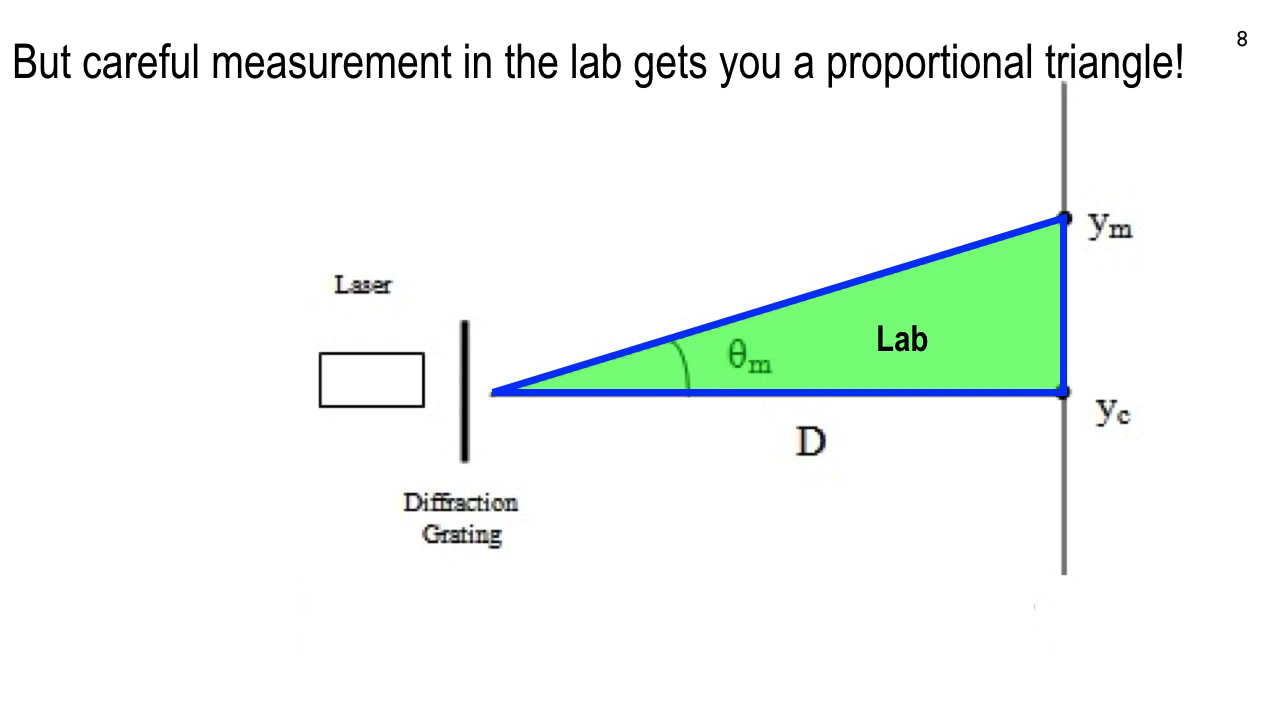 But careful measurement in the lab gets you a proportional triangle!
8
ym
Laser
Lab
θm
yc
D
Diffraction
Grating